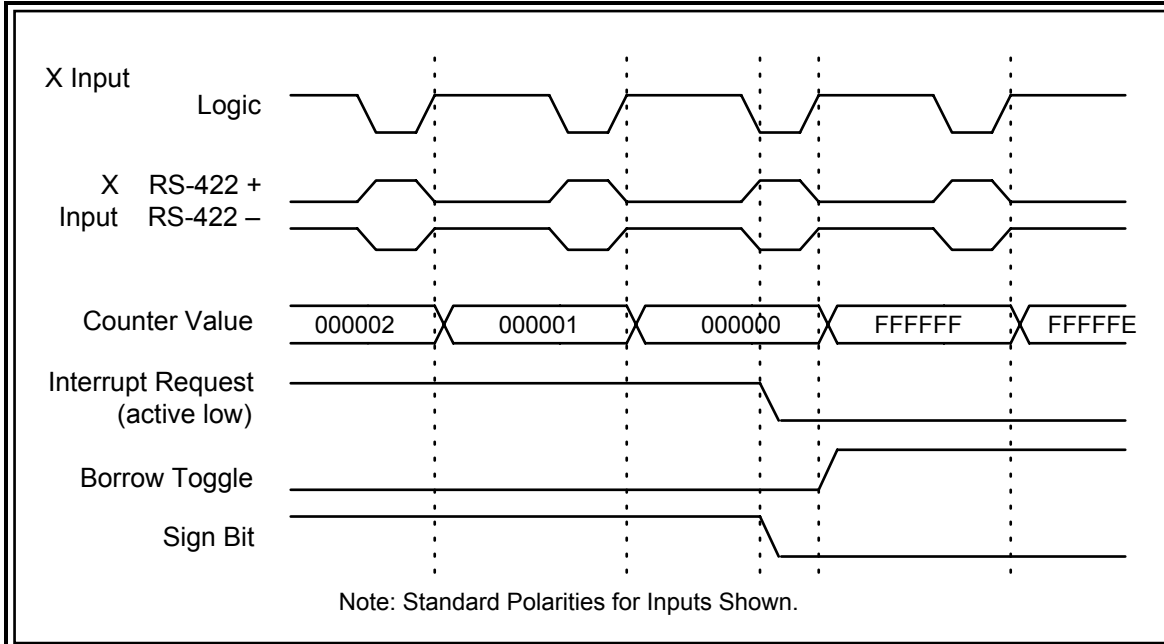 X Input
Logic
X RS-422 +
Input RS-422 –
Counter Value 000002 000001 000000 FFFFFF FFFFFE
Interrupt Request
(active low)
Borrow Toggle
Sign Bit
Note: Standard Polarities for Inputs Shown.